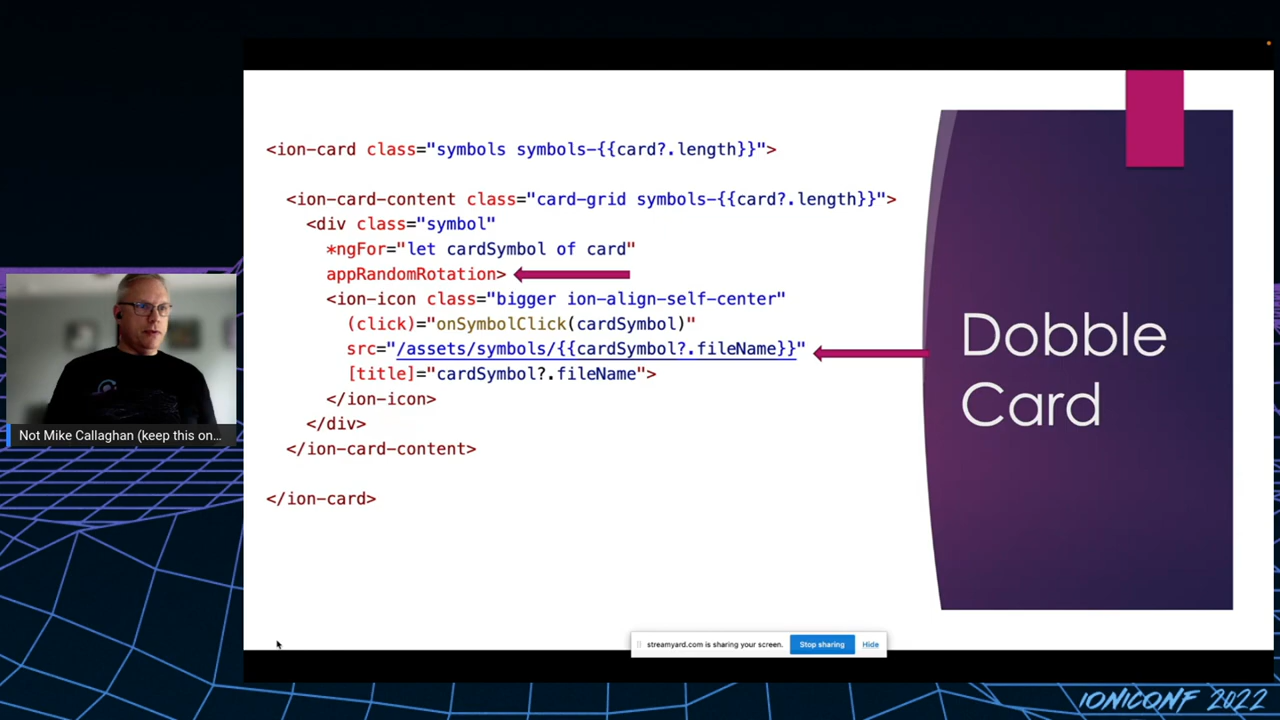 <ion-card class="symbols symbols-{{card?.length}}">
<ion-card-content class="card-grid symbols-{{card?.length}}">
<div class="symbol"
*ngFor="let cardSymbol of card"
appRandomRotation>
<ion-icon class="bigger ion-align-self-center"
(click)="onSymbolClick(cardSymbol)"
src="/assets/symbols/{{cardSymbol?.fileName}}"
[title]="cardSymbol?.fileName">
</ion-icon>
</div>
</ion-card-content>
</ion-card>
Dobble
Card
Not Mike Callaghan (keep this on...
streamyard.com is sharing your screen. Stop sharing Hide
IONICONF 2022